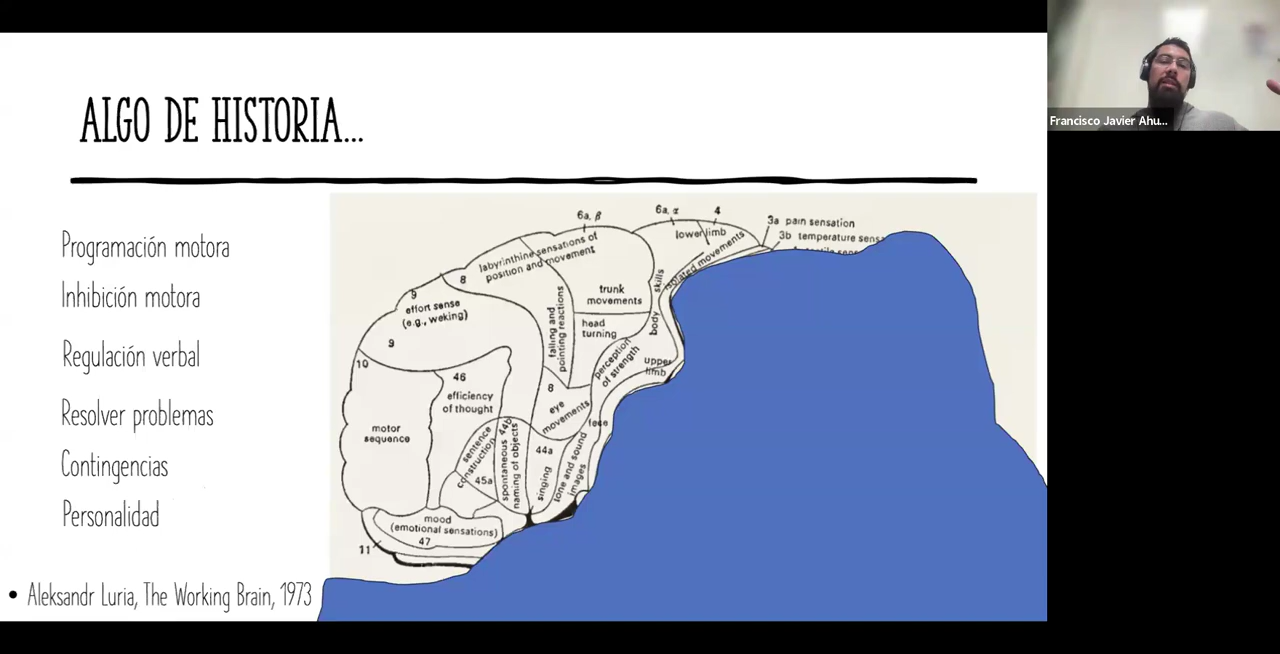 ALGO DE HISTORIA...
Francisco Javier Ahu...
Programación motora
Inhibición motora
Regulación verbal
Resolver problemas
Contingencias
Personalidad
• Aleksandr Luria, The Working Brain, 1973
6a, β
6a, α
4
3a pain sensation
3b temperature sens
lower limb
isolated movements
labyrinthine sensations of
position and movement
8
9
effort sense
(e.g., weking)
9
10
trunk
movements
skills
body
head
turning
falling and
pointing reactions
perception
of strength
upper
limb
46
efficiency
of thought
8
eye
movements
face
motor
sequence
sentence
construction
45a
spontaneous 44b
naming of objects
44a
singing
tone and sound
images
mood
(emotional sensations)
47
11